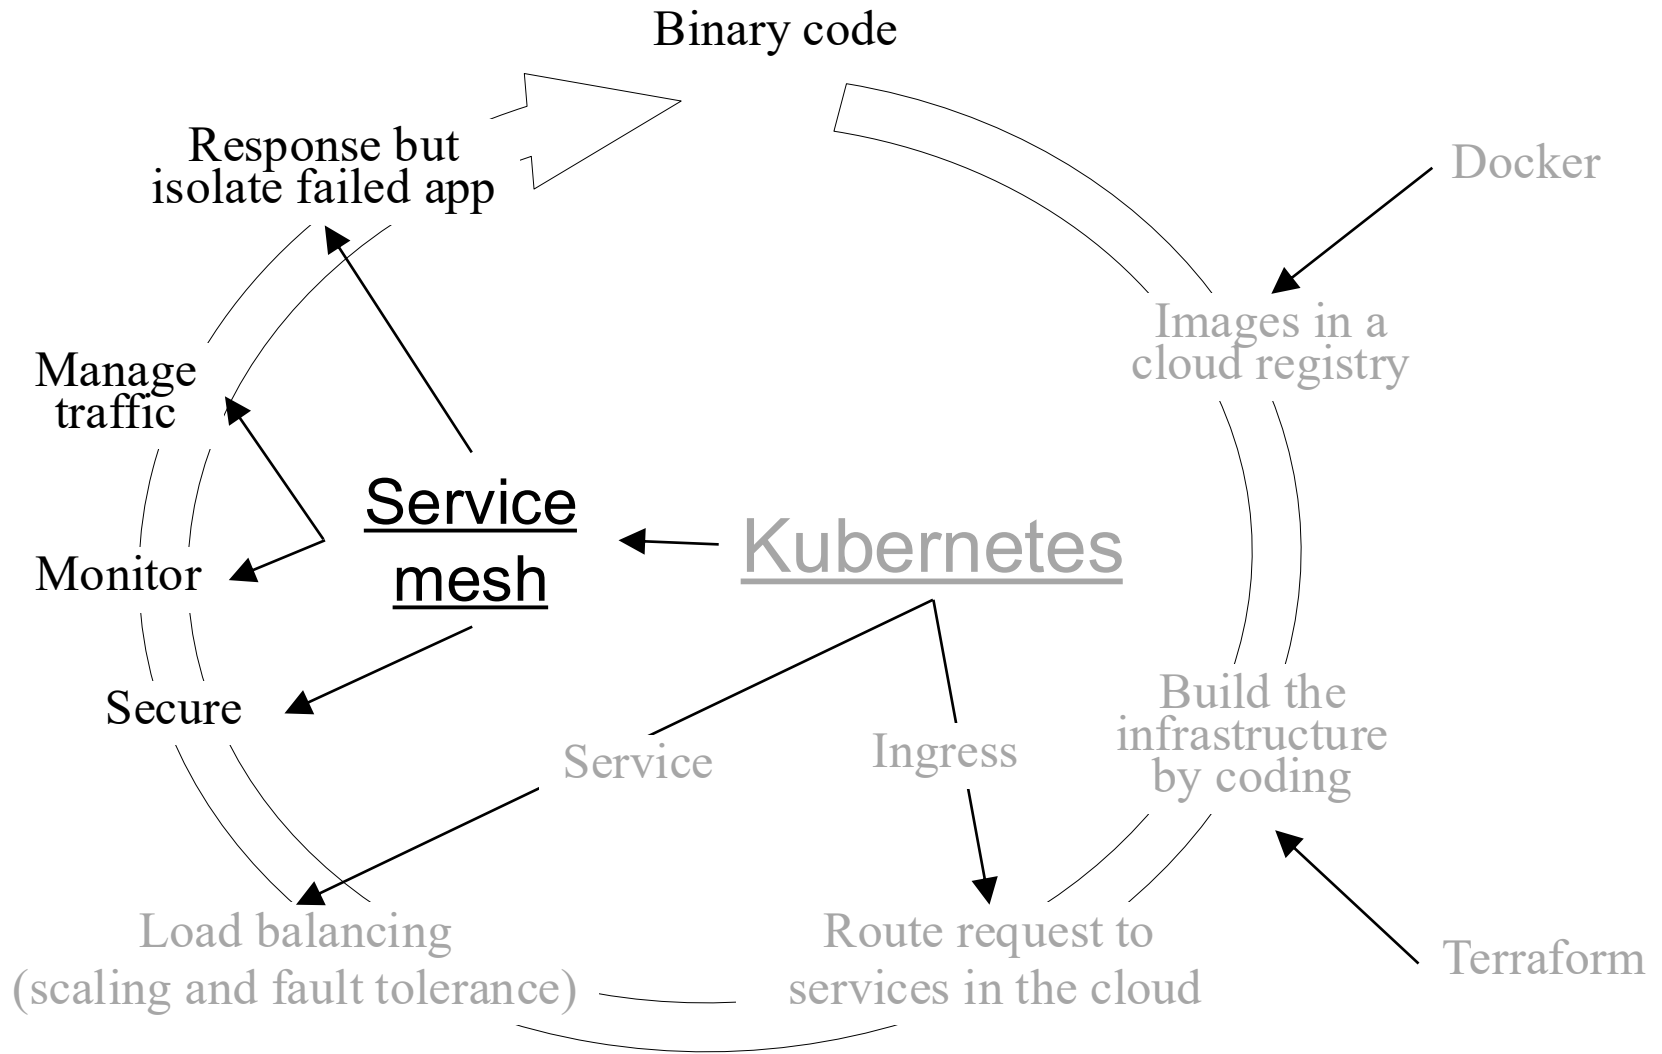 Binary code
Response but
isolate failed app
Docker
Images in a
cloud registry
Manage
traffic
Service
mesh
Kubernetes
Monitor
Secure
Build the
infrastructure
by coding
Service
Ingress
Load balancing
(scaling and fault tolerance)
Route request to
services in the cloud
Terraform